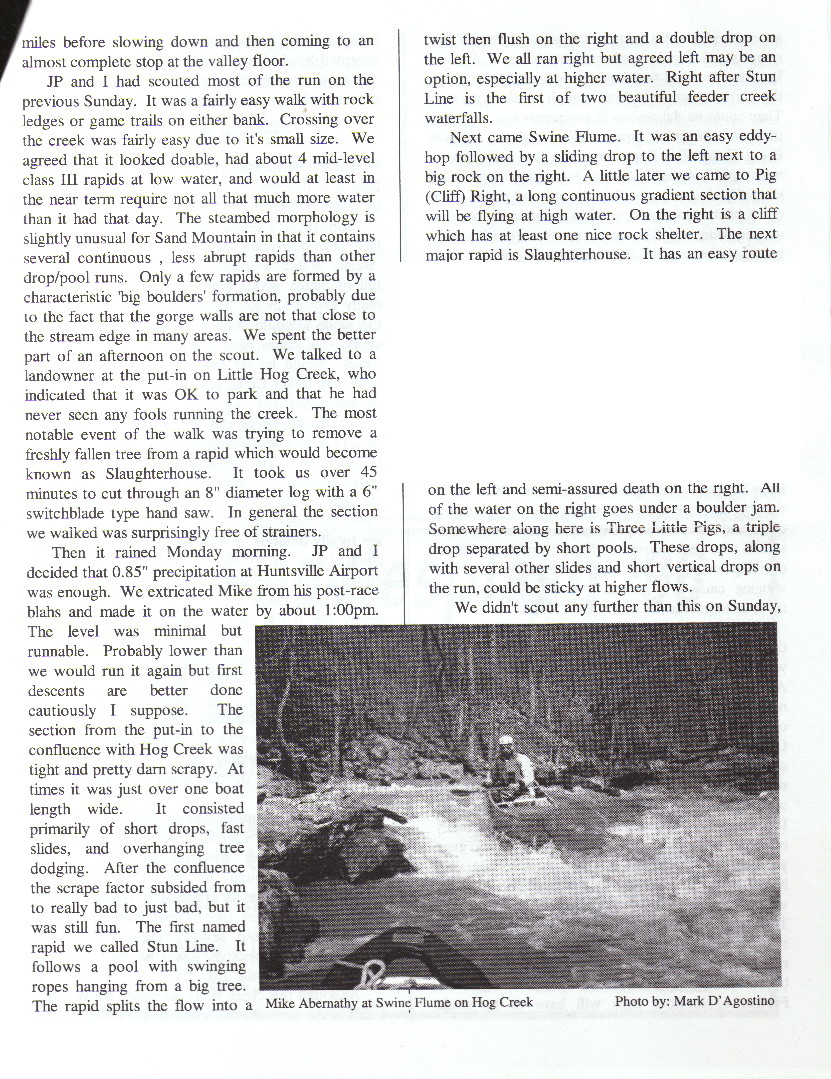 miles before slowing down and then coming to an
almost complete stop at the valley floor.
JP and I had scouted most of the run on the
previous Sunday. It was a fairly easy walk with rock
ledges or game trails on either bank. Crossing over
the creek was fairly easy due to it's small size. We
agreed that it looked doable, had about 4 mid-level
class III rapids at low water, and would at least in
the near term require not all that much more water
than it had that day. The steambed morphology is
slightly unusual for Sand Mountain in that it contains
several continuous , less abrupt rapids than other
drop/pool runs. Only a few rapids are formed by a
characteristic 'big boulders' formation, probably due
to the fact that the gorge walls are not that close to
the stream edge in many areas. We spent the better
part of an afternoon on the scout. We talked to a
landowner at the put-in on Little Hog Creek, who
indicated that it was OK to park and that he had
never seen any fools running the creek. The most
notable event of the walk was trying to remove a
freshly fallen tree from a rapid which would become
known as Slaughterhouse. It took us over 45
minutes to cut through an 8" diameter log with a 6"
switchblade type hand saw. In general the section
we walked was surprisingly free of strainers.
Then it rained Monday morning. JP and I
decided that 0.85" precipitation at Huntsville Airport
was enough. We extricated Mike from his post-race
blahs and made it on the water by about 1:00pm.
The level was minimal but
runnable. Probably lower than
we would run it again but first
descents are better done
cautiously I suppose. The
section from the put-in to the
confluence with Hog Creek was
tight and pretty darn scrapy. At
times it was just over one boat
length wide. It consisted
primarily of short drops, fast
slides, and overhanging tree
dodging. After the confluence
the scrape factor subsided from
to really bad to just bad, but it
was still fun. The first named
rapid we called Stun Line. It
follows a pool with swinging
ropes hanging from a big tree.
The rapid splits the flow into a
twist then flush on the right and a double drop on
the left. We all ran right but agreed left may be an
option, especially at higher water. Right after Stun
Line is the first of two beautiful feeder creek
waterfalls.
Next came Swine Flume. It was an easy eddy-
hop followed by a sliding drop to the left next to a
big rock on the right. A little later we came to Pig
(Cliff) Right, a long continuous gradient section that
will be flying at high water. On the right is a cliff
which has at least one nice rock shelter. The next
major rapid is Slaughterhouse. It has an easy route
on the left and semi-assured death on the right. All
of the water on the right goes under a boulder jam.
Somewhere along here is Three Little Pigs, a triple
drop separated by short pools. These drops, along
with several other slides and short vertical drops on
the run, could be sticky at higher flows.
We didn't scout any further than this on Sunday,
Mike Abernathy at Swine Flume on Hog Creek
Photo by: Mark D'Agostino